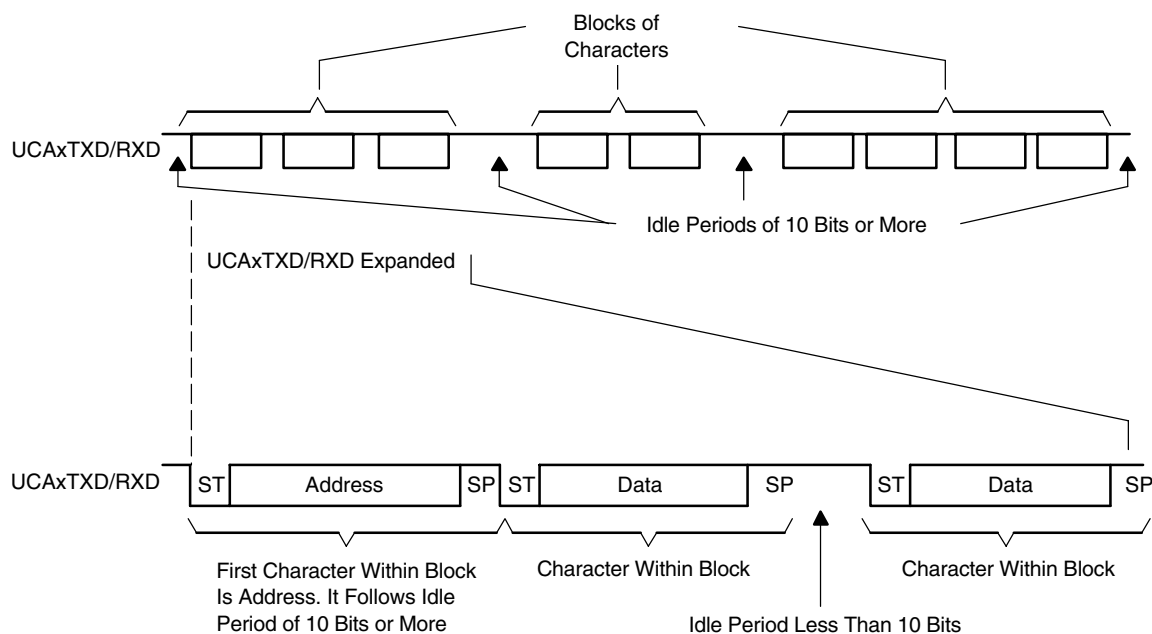 Blocks of
Characters
UCAxTXD/RXD
Idle Periods of 10 Bits or More
UCAxTXD/RXD Expanded
UCAxTXD/RXD
ST
Address
SP
ST
Data
SP
ST
Data
SP
First Character Within Block
Is Address. It Follows Idle
Period of 10 Bits or More
Character Within Block
Character Within Block
Idle Period Less Than 10 Bits